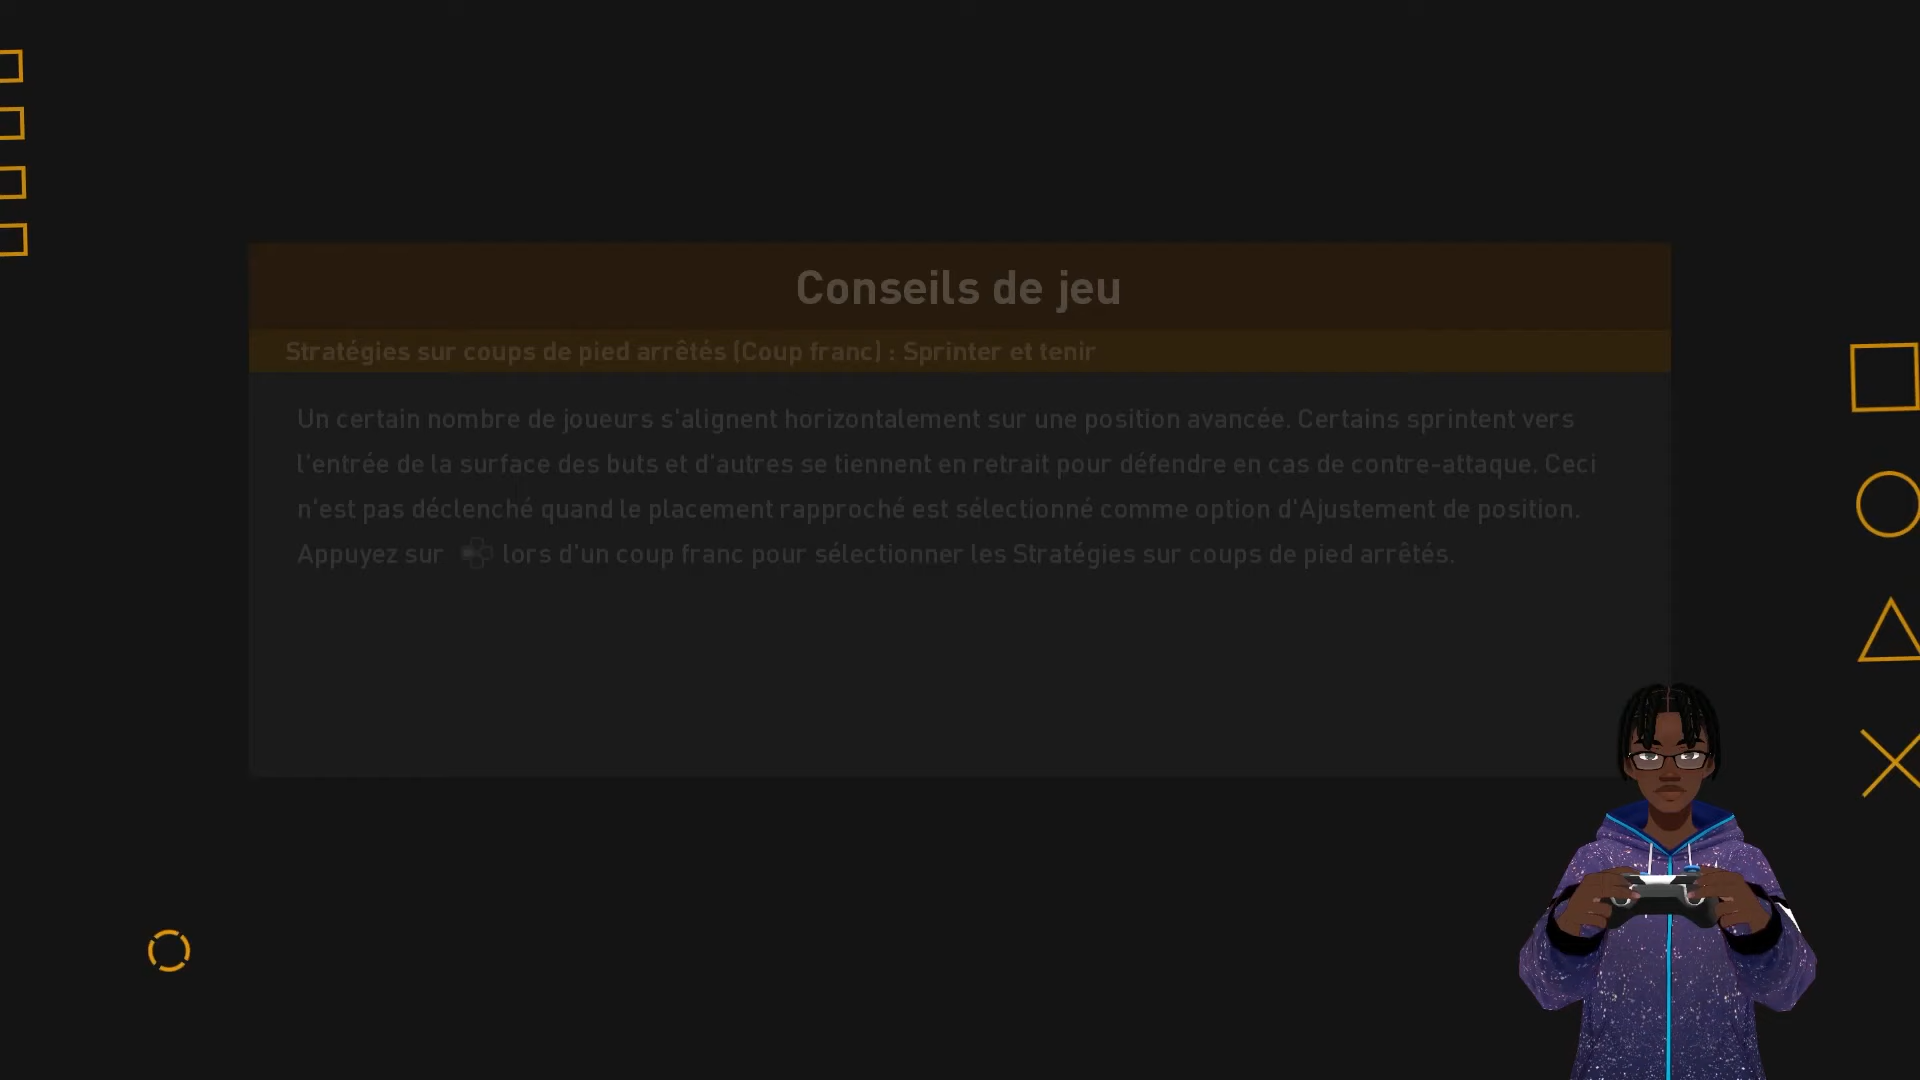 Conseils de jeu
Stratégies sur coups de pied arrêtés (Coup franc) : Sprinter et tenir
Un certain nombre de joueurs s'alignent horizontalement sur une position avancée. Certains sprintent vers
l'entrée de la surface des buts et d'autres se tiennent en retrait pour défendre en cas de contre-attaque. Ceci
n'est pas déclenché quand le placement rapproché est sélectionné comme option d'Ajustement de position.
Appuyez sur lors d'un coup franc pour sélectionner les Stratégies sur coups de pied arrêtés.